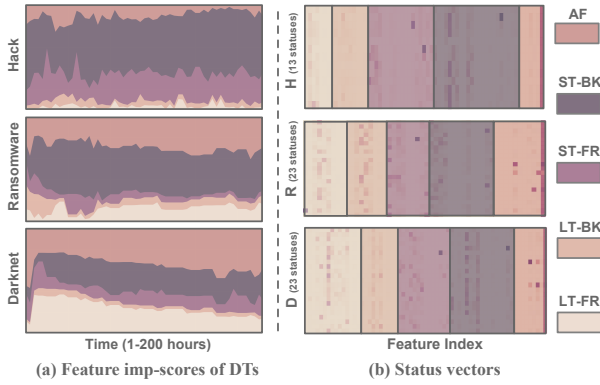 Hack
Ransomware
Darknet
Time (1-200 hours)
(a) Feature imp-scores of DTs
H (13 statuses)
R (23 statuses)
D (23 statuses)
Feature Index
(b) Status vectors
AF
ST-BK
ST-FR
LT-BK
LT-FR